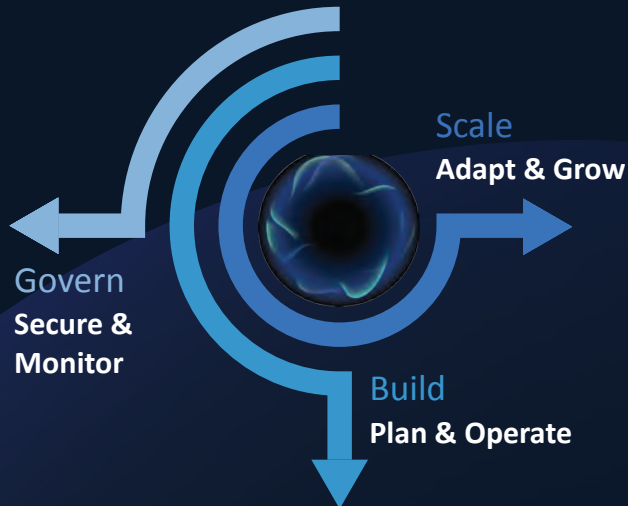 Scale
Adapt & Grow
Govern
Secure &
Monitor
Build
Plan & Operate